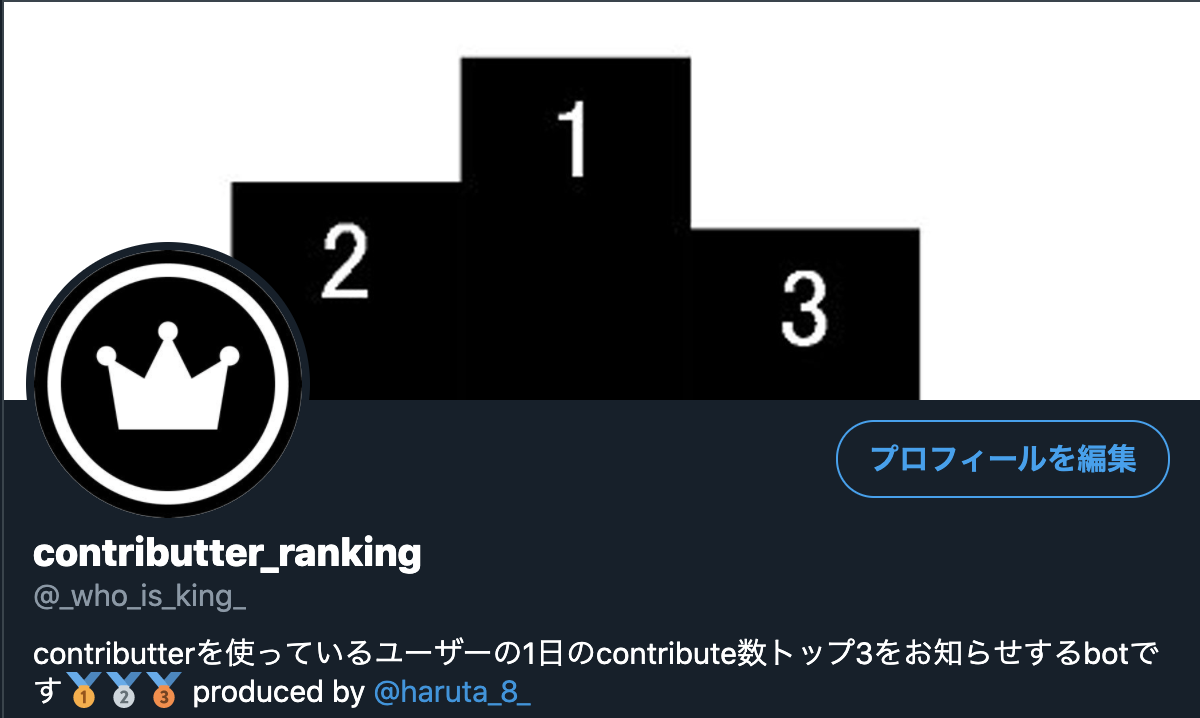 1
2
3
プロフィールを編集
contributter_ranking
@_who_is_king_
contributterを使っているユーザーの1日のcontribute数トップ3をお知らせするbotで
す🥇🥈🥉 produced by @haruta_8_